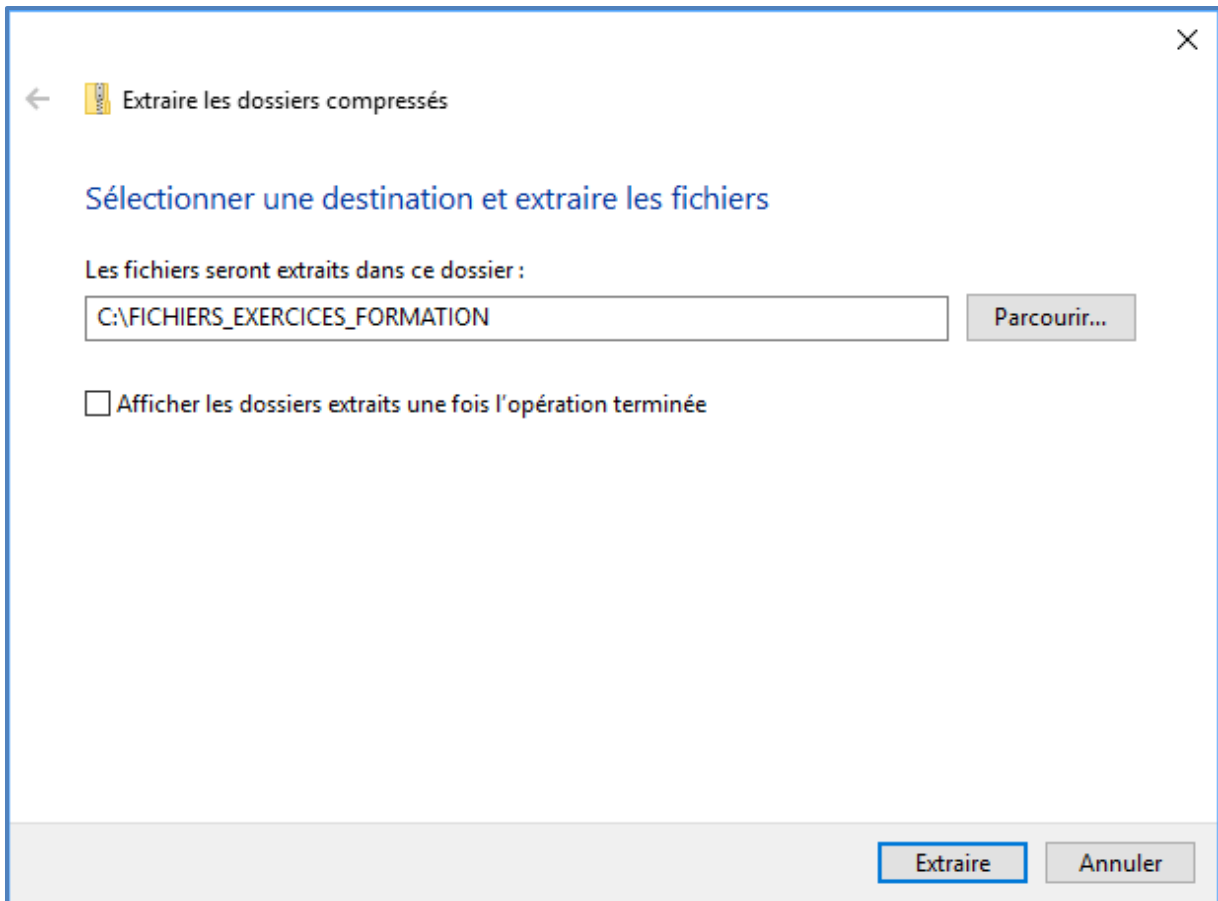 Extraire les dossiers compressés
Sélectionner une destination et extraire les fichiers
Les fichiers seront extraits dans ce dossier :
C:\FICHIERS_EXERCICES_FORMATION
Parcourir...
Afficher les dossiers extraits une fois l'opération terminée
Extraire
Annuler